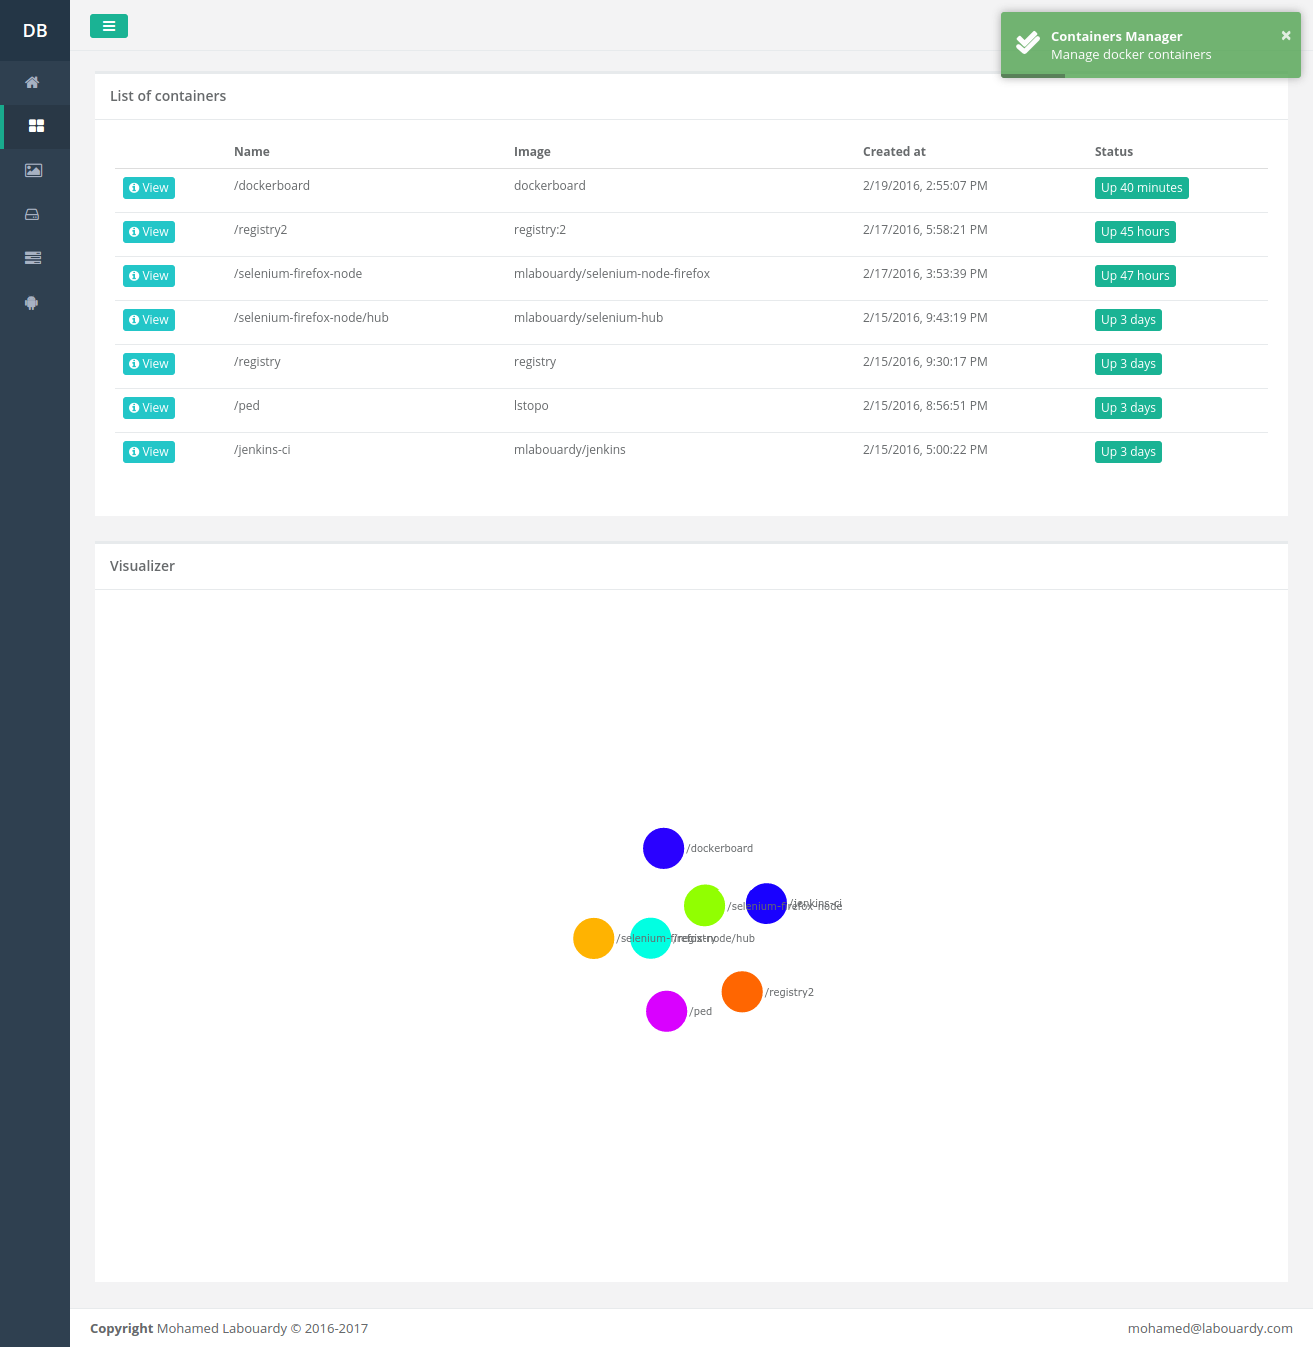 DB
Containers Manager
×
Manage docker containers
List of containers
Name Image Created at Status
View /dockerboard dockerboard 2/19/2016, 2:55:07 PM Up 40 minutes
View /registry2 registry:2 2/17/2016, 5:58:21 PM Up 45 hours
View /selenium-firefox-node mlabouardy/selenium-node-firefox 2/17/2016, 3:53:39 PM Up 47 hours
View /selenium-firefox-node/hub mlabouardy/selenium-hub 2/15/2016, 9:43:19 PM Up 3 days
View /registry registry 2/15/2016, 9:30:17 PM Up 3 days
View /ped lstopo 2/15/2016, 8:56:51 PM Up 3 days
View /jenkins-ci mlabouardy/jenkins 2/15/2016, 5:00:22 PM Up 3 days
Visualizer
/dockerboard
/jenkins-ci
/selenium-firefox-node
/selenium-firefox-node/hub
/registry
/registry2
/ped
Copyright Mohamed Labouardy © 2016-2017
mohamed@labouardy.com